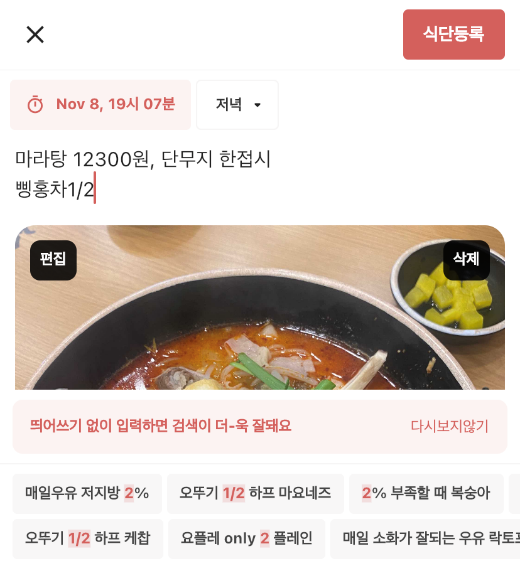 식단등록
Nov 8, 19시 07분
저녁
마라탕 12300원, 단무지 한접시
삥홍차1/2
편집
삭제
띄어쓰기 없이 입력하면 검색이 더-욱 잘돼요
다시보지않기
매일우유 저지방 2%
오뚜기 1/2 하프 마요네즈
2% 부족할 때 복숭아
오뚜기 1/2 하프 케찹
요플레 only 2 플레인
매일 소화가 잘되는 우유 락토프